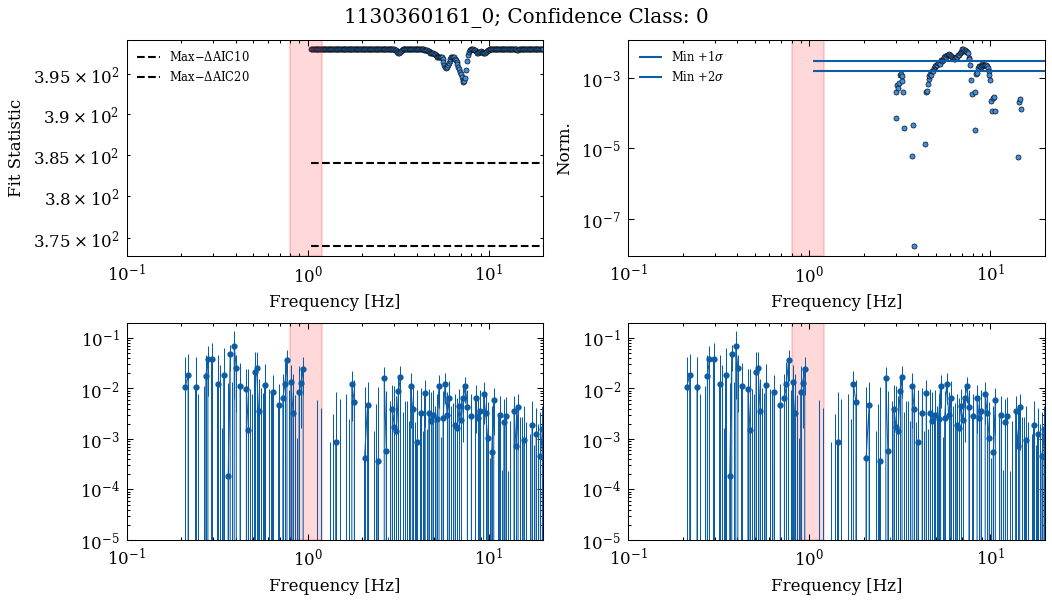 1130360161_0; Confidence Class: 0
Max−ΔAIC10
Max−ΔAIC20
3.95 × 10²
3.9 × 10²
3.85 × 10²
3.8 × 10²
3.75 × 10²
Fit Statistic
10⁻¹ 10⁰ 10¹
Frequency [Hz]
Min +1σ
Min +2σ
10⁻³
10⁻⁵
10⁻⁷
Norm.
10⁻¹ 10⁰ 10¹
Frequency [Hz]
10⁻¹
10⁻²
10⁻³
10⁻⁴
10⁻⁵
10⁻¹ 10⁰ 10¹
Frequency [Hz]
10⁻¹
10⁻²
10⁻³
10⁻⁴
10⁻⁵
10⁻¹ 10⁰ 10¹
Frequency [Hz]